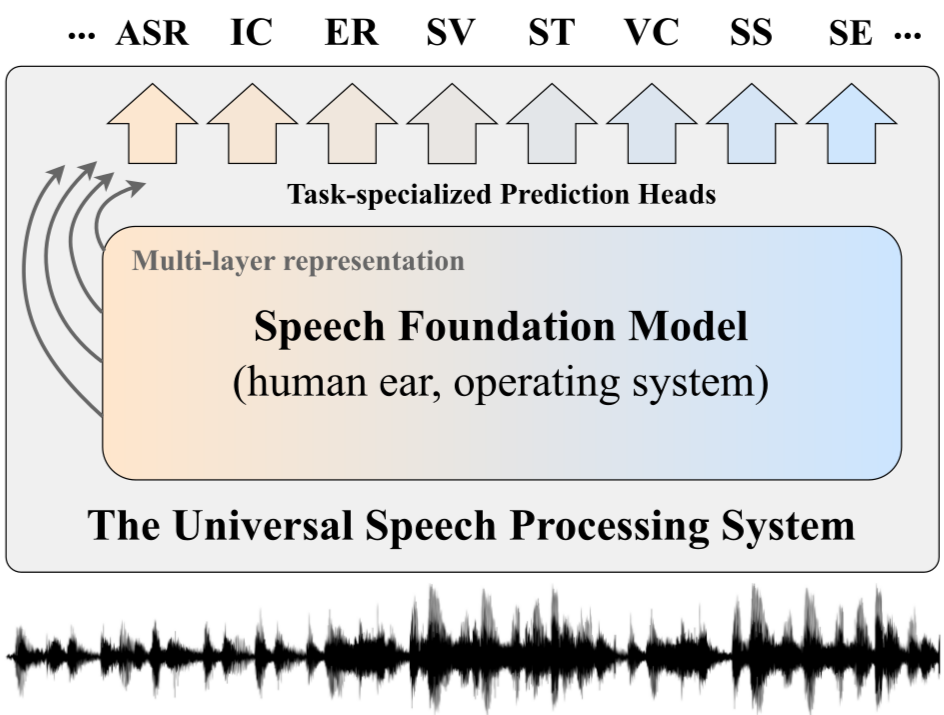 ... ASR IC ER SV ST VC SS SE ...
Task-specialized Prediction Heads
Multi-layer representation
Speech Foundation Model
(human ear, operating system)
The Universal Speech Processing System